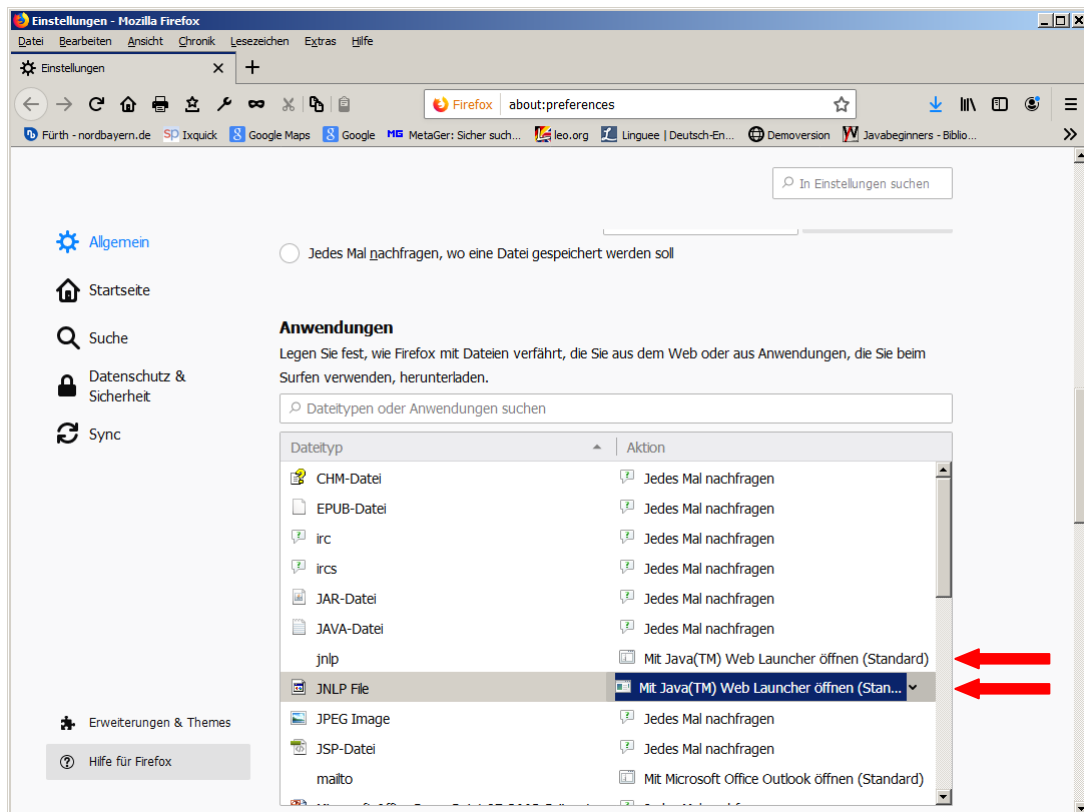 Einstellungen - Mozilla Firefox
Datei Bearbeiten Ansicht Chronik Lesezeichen Extras Hilfe
Einstellungen
Firefox about:preferences
Fürth - nordbayern.de SP Ixquick Google Maps Google MG MetaGer: Sicher such... leo.org Linguee | Deutsch-En... Demoversion Javabeginners - Biblio...
In Einstellungen suchen
Allgemein
Jedes Mal nachfragen, wo eine Datei gespeichert werden soll
Startseite
Anwendungen
Suche
Legen Sie fest, wie Firefox mit Dateien verfährt, die Sie aus dem Web oder aus Anwendungen, die Sie beim
Surfen verwenden, herunterladen.
Datenschutz &
Sicherheit
Dateitypen oder Anwendungen suchen
Sync
Dateityp Aktion
CHM-Datei Jedes Mal nachfragen
EPUB-Datei Jedes Mal nachfragen
irc Jedes Mal nachfragen
ircs Jedes Mal nachfragen
JAR-Datei Jedes Mal nachfragen
JAVA-Datei Jedes Mal nachfragen
jnlp Mit Java(TM) Web Launcher öffnen (Standard)
JNLP File Mit Java(TM) Web Launcher öffnen (Stan...
JPEG Image Jedes Mal nachfragen
Erweiterungen & Themes
JSP-Datei Jedes Mal nachfragen
Hilfe für Firefox
mailto Mit Microsoft Office Outlook öffnen (Standard)